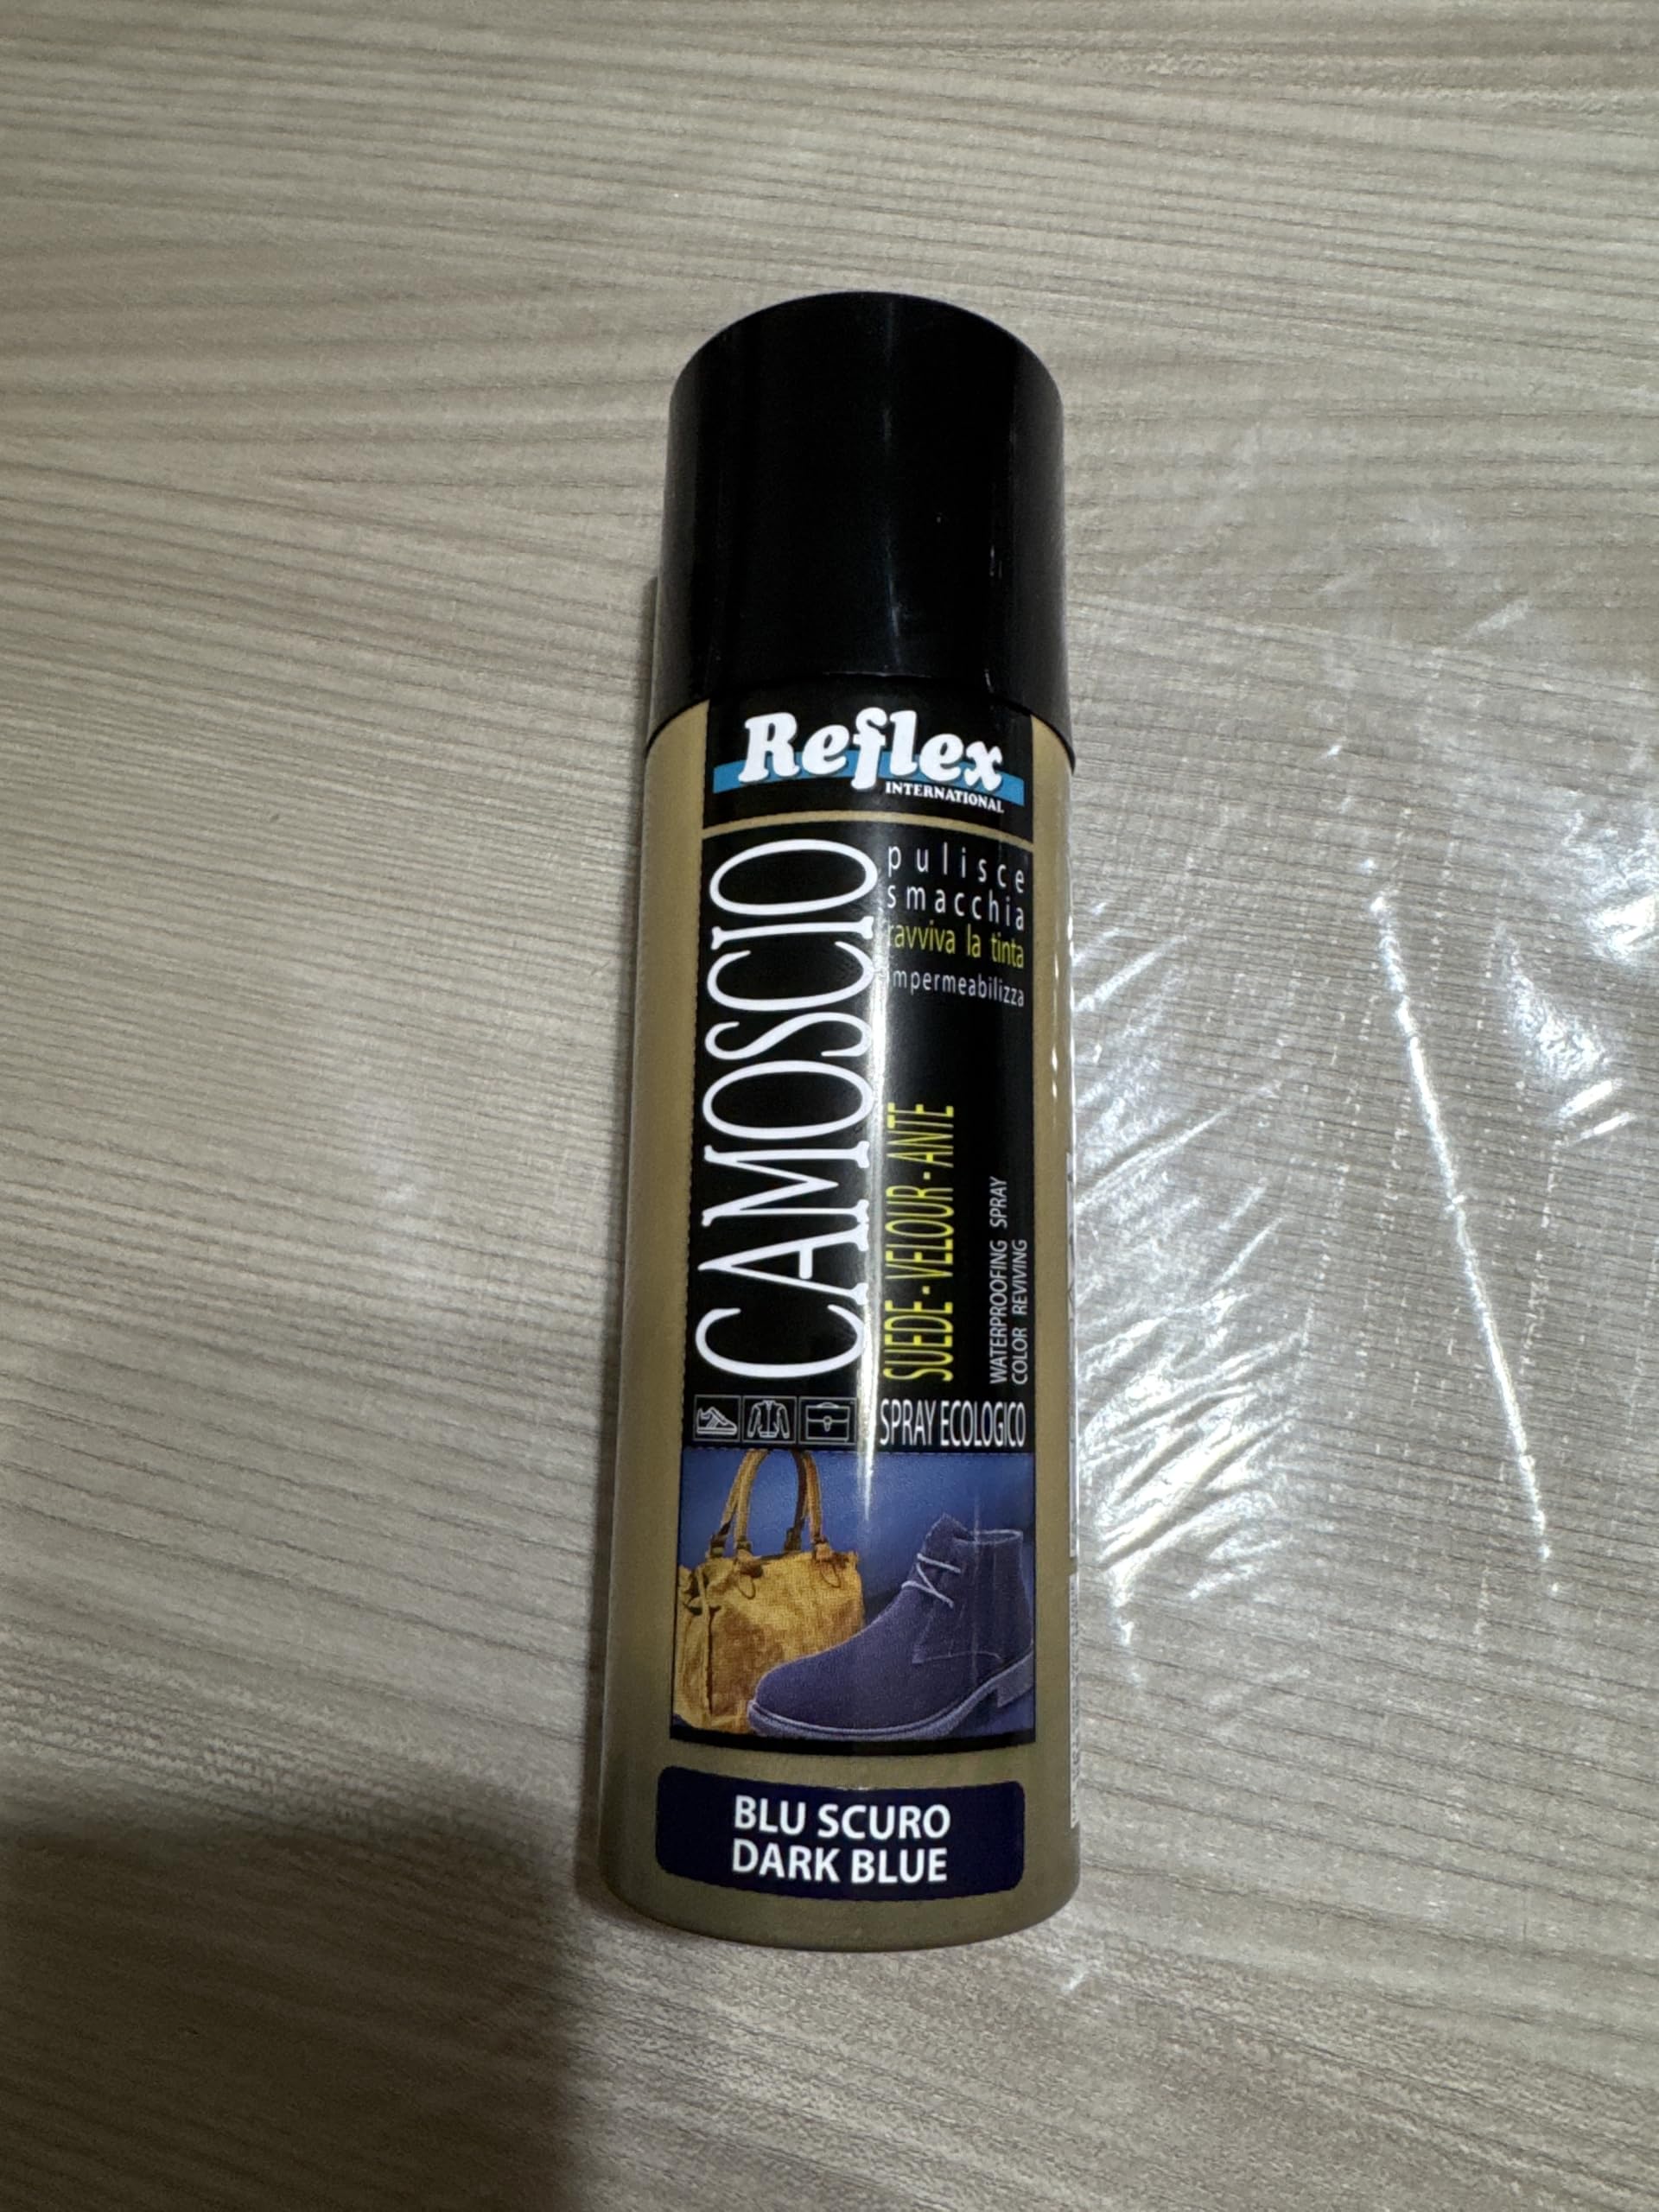 Reflex
INTERNATIONAL
CAMOSCIO
pulisce
smacchia
ravviva la tinta
impermeabilizza
SUEDE - VELOUR - ANTE
WATERPROOFING SPRAY
COLOR REVIVING
SPRAY ECOLOGICO
BLU SCURO
DARK BLUE